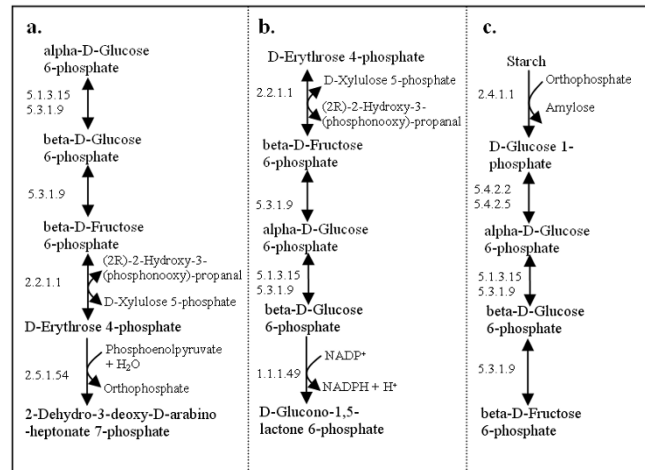 a.
alpha-D-Glucose
6-phosphate
5.1.3.15
5.3.1.9
beta-D-Glucose
6-phosphate
5.3.1.9
beta-D-Fructose
6-phosphate
(2R)-2-Hydroxy-3-
(phosphonooxy)-propanal
2.2.1.1
D-Xylulose 5-phosphate
D-Erythrose 4-phosphate
Phosphoenolpyruvate
+ H₂O
2.5.1.54
Orthophosphate
2-Dehydro-3-deoxy-D-arabino
-heptonate 7-phosphate
b.
D-Erythrose 4-phosphate
D-Xylulose 5-phosphate
2.2.1.1
(2R)-2-Hydroxy-3-
(phosphonooxy)-propanal
beta-D-Fructose
6-phosphate
5.3.1.9
alpha-D-Glucose
6-phosphate
5.1.3.15
5.3.1.9
beta-D-Glucose
6-phosphate
NADP⁺
1.1.1.49
NADPH + H⁺
D-Glucono-1,5-
lactone 6-phosphate
c.
Starch
Orthophosphate
2.4.1.1
Amylose
D-Glucose 1-
phosphate
5.4.2.2
5.4.2.5
alpha-D-Glucose
6-phosphate
5.1.3.15
5.3.1.9
beta-D-Glucose
6-phosphate
5.3.1.9
beta-D-Fructose
6-phosphate